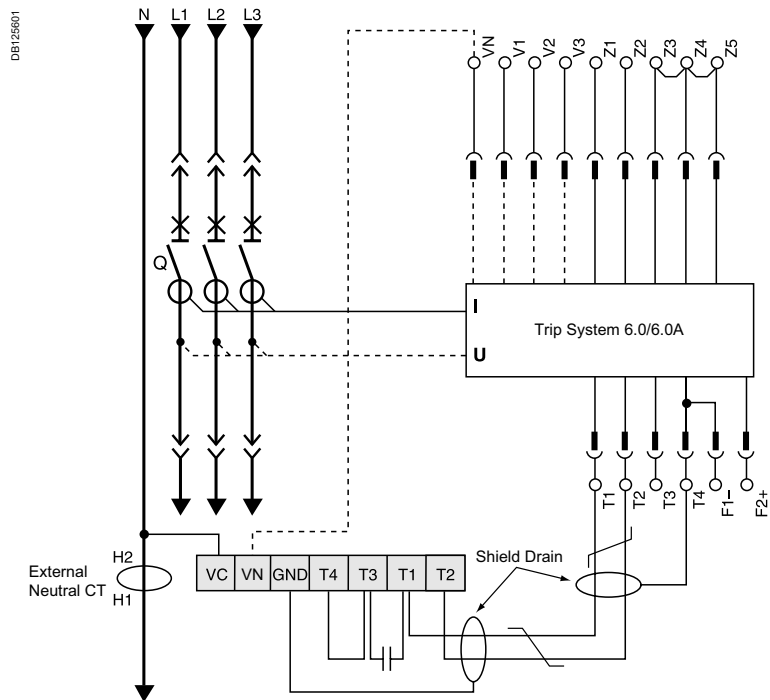 DB125601
N L1 L2 L3
VN V1 V2 V3 Z1 Z2 Z3 Z4 Z5
Q
I
Trip System 6.0/6.0A
U
T1 T2 T3 T4 F1- F2+
H2
External
Neutral CT
H1
VC VN GND T4 T3 T1 T2
Shield Drain